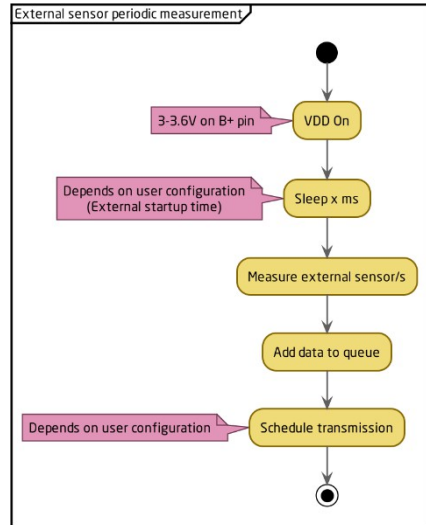 External sensor periodic measurement
3-3.6V on B+ pin
VDD On
Depends on user configuration
(External startup time)
Sleep x ms
Measure external sensor/s
Add data to queue
Depends on user configuration
Schedule transmission